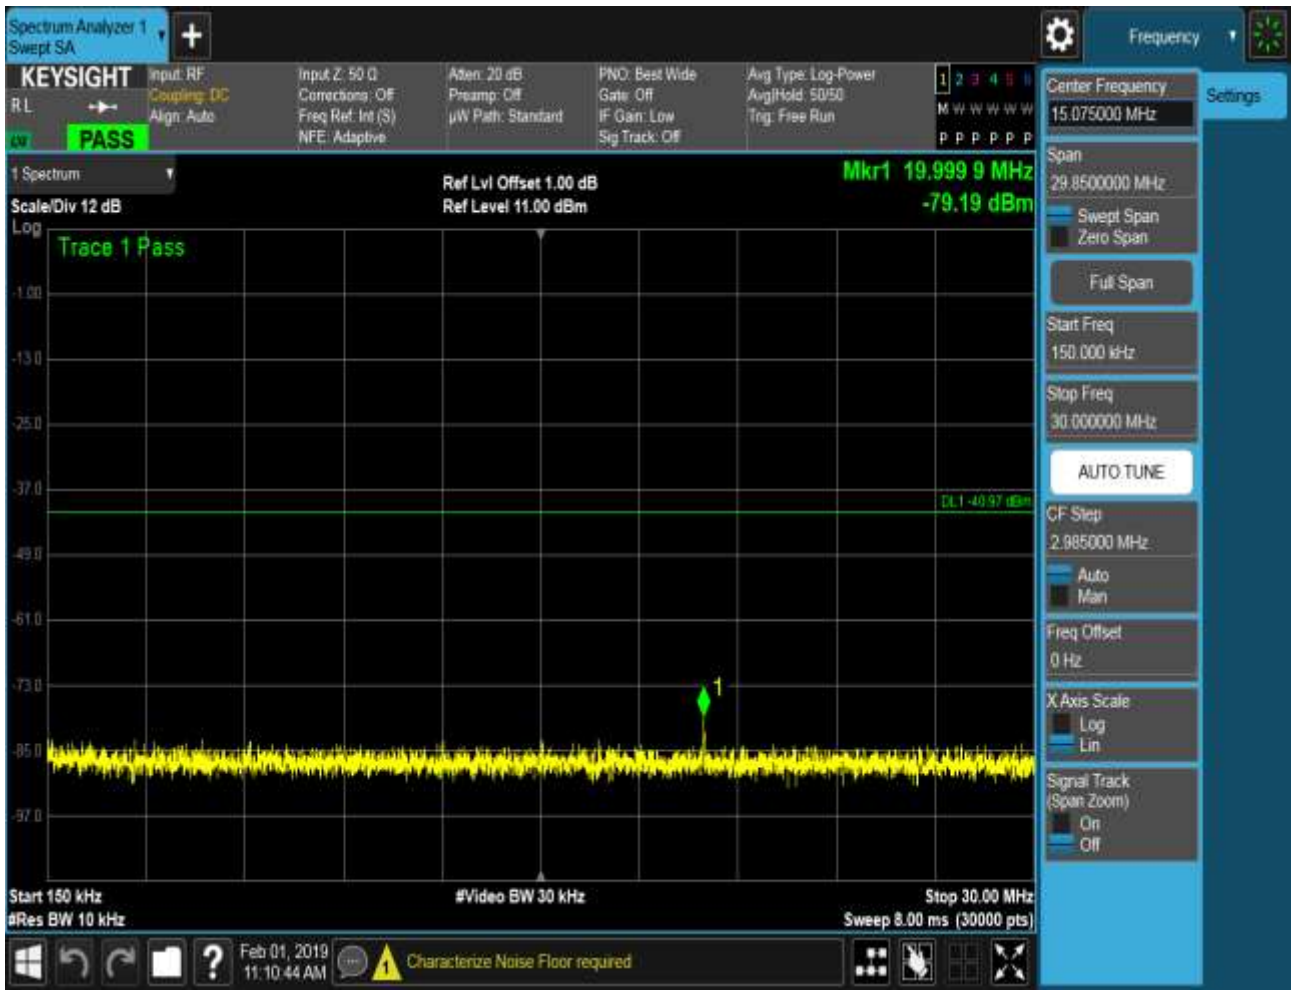 Spectrum Analyzer 1
Swept SA
+
Frequency
KEYSIGHT
R L
PASS
Input: RF
Coupling: DC
Align: Auto
Input Z: 50 Ω
Corrections: Off
Freq Ref: Int (S)
NFE: Adaptive
Atten: 20 dB
Preamp: Off
µW Path: Standard
PNO: Best Wide
Gate: Off
IF Gain: Low
Sig Track: Off
Avg Type: Log-Power
Avg|Hold: 50/50
Trig: Free Run
1 2 3 4 5 6
M W W W W W
P P P P P P
1 Spectrum
Scale/Div 12 dB
Ref Lvl Offset 1.00 dB
Ref Level 11.00 dBm
Mkr1 19.999 9 MHz
-79.19 dBm
Log
Trace 1 Pass
-1.00
-13.0
-25.0
-37.0
DL1 -40.97 dBm
-49.0
-61.0
-73.0
1
-85.0
-97.0
Start 150 kHz
#Video BW 30 kHz
Stop 30.00 MHz
#Res BW 10 kHz
Sweep 8.00 ms (30000 pts)
?
Feb 01, 2019
11:10:44 AM
Characterize Noise Floor required
Center Frequency
15.075000 MHz
Settings
Span
29.8500000 MHz
Swept Span
Zero Span
Full Span
Start Freq
150.000 kHz
Stop Freq
30.000000 MHz
AUTO TUNE
CF Step
2.985000 MHz
Auto
Man
Freq Offset
0 Hz
X Axis Scale
Log
Lin
Signal Track
(Span Zoom)
On
Off